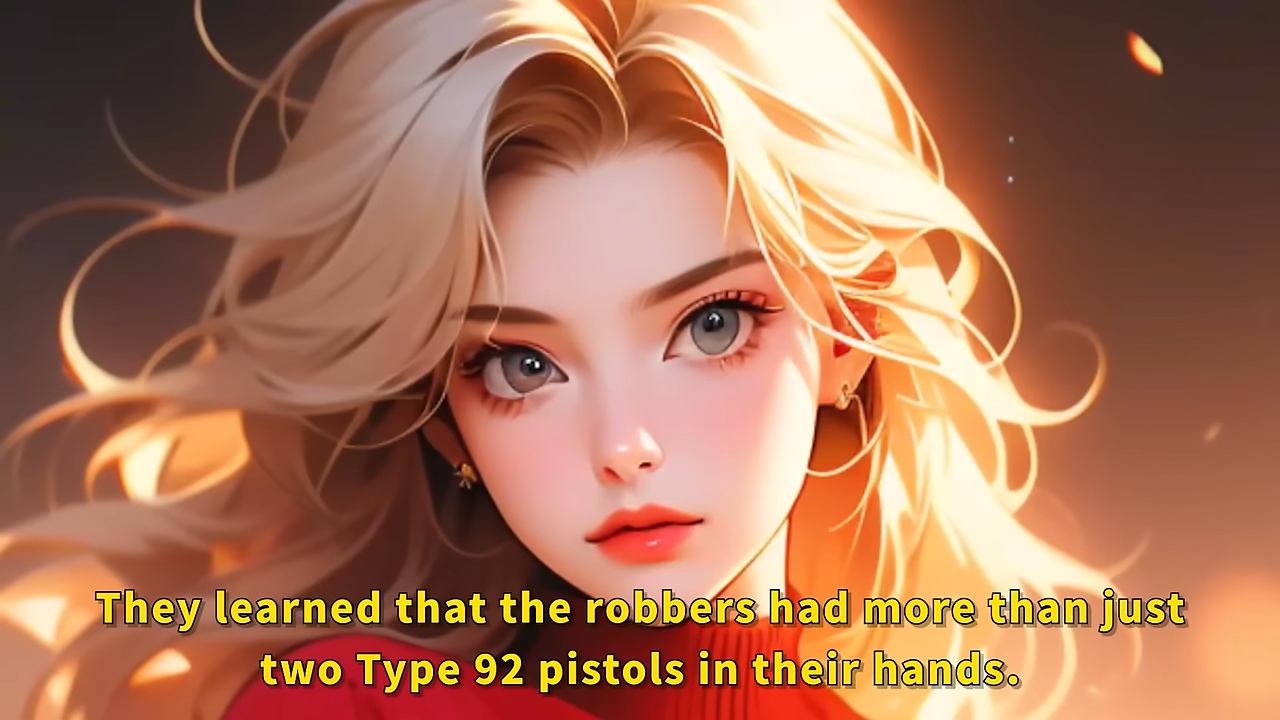 They learned that the robbers had more than just
two Type 92 pistols in their hands.